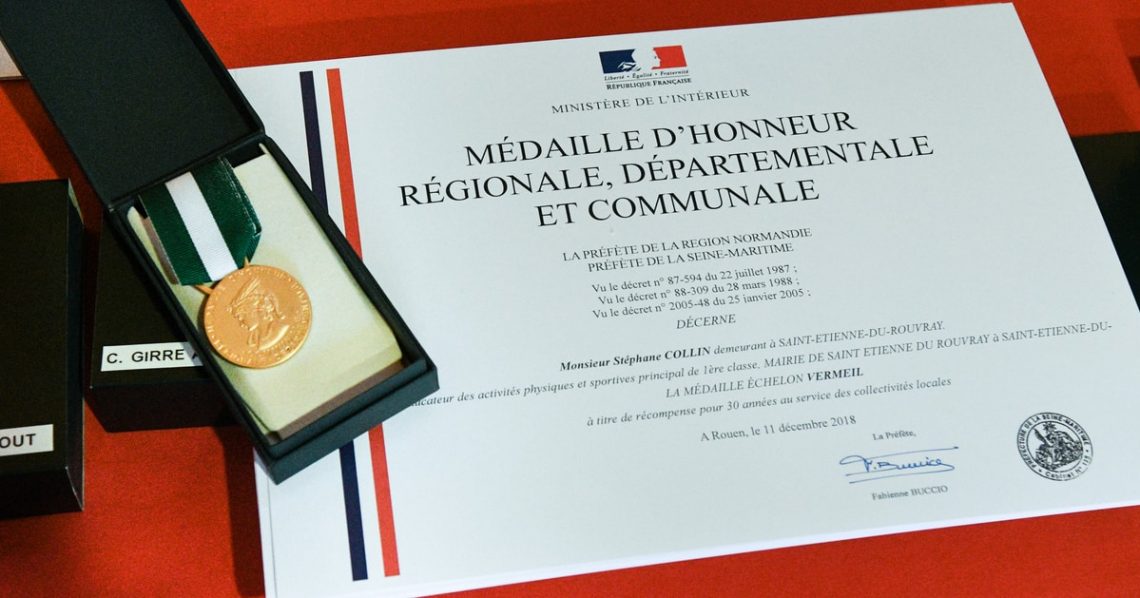 Liberté • Égalité • Fraternité
RÉPUBLIQUE FRANÇAISE
MINISTÈRE DE L'INTÉRIEUR
MÉDAILLE D'HONNEUR
RÉGIONALE, DÉPARTEMENTALE
ET COMMUNALE
LA PRÉFÈTE DE LA REGION NORMANDIE
PRÉFÈTE DE LA SEINE-MARITIME
Vu le décret n° 87-594 du 22 juillet 1987 ;
Vu le décret n° 88-309 du 28 mars 1988 ;
Vu le décret n° 2005-48 du 25 janvier 2005 ;
DÉCERNE
Monsieur Stéphane COLLIN demeurant à SAINT-ETIENNE-DU-ROUVRAY.
des activités physiques et sportives principal de 1ère classe, MAIRIE DE SAINT ETIENNE DU ROUVRAY à SAINT-ETIENNE-DU-
LA MÉDAILLE ÉCHELON VERMEIL
à titre de récompense pour 30 années au service des collectivités locales
A Rouen, le 11 décembre 2018
La Préfète,
Fabienne BUCCIO
PRÉFECTURE DE LA SEINE-MARITIME
C. GIRRE
OUT